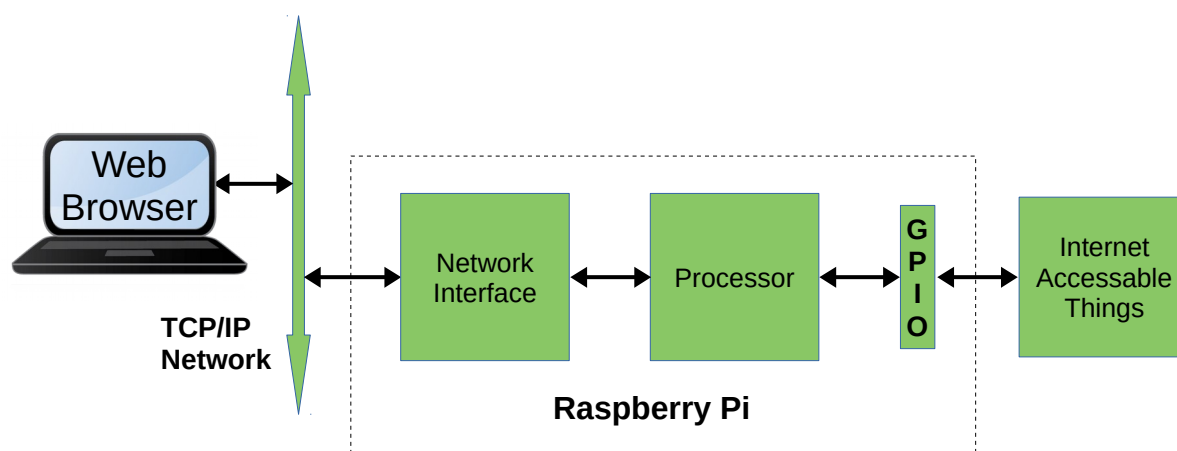 Web
Browser
TCP/IP
Network
Network
Interface
Processor
G
P
I
O
Internet
Accessable
Things
Raspberry Pi